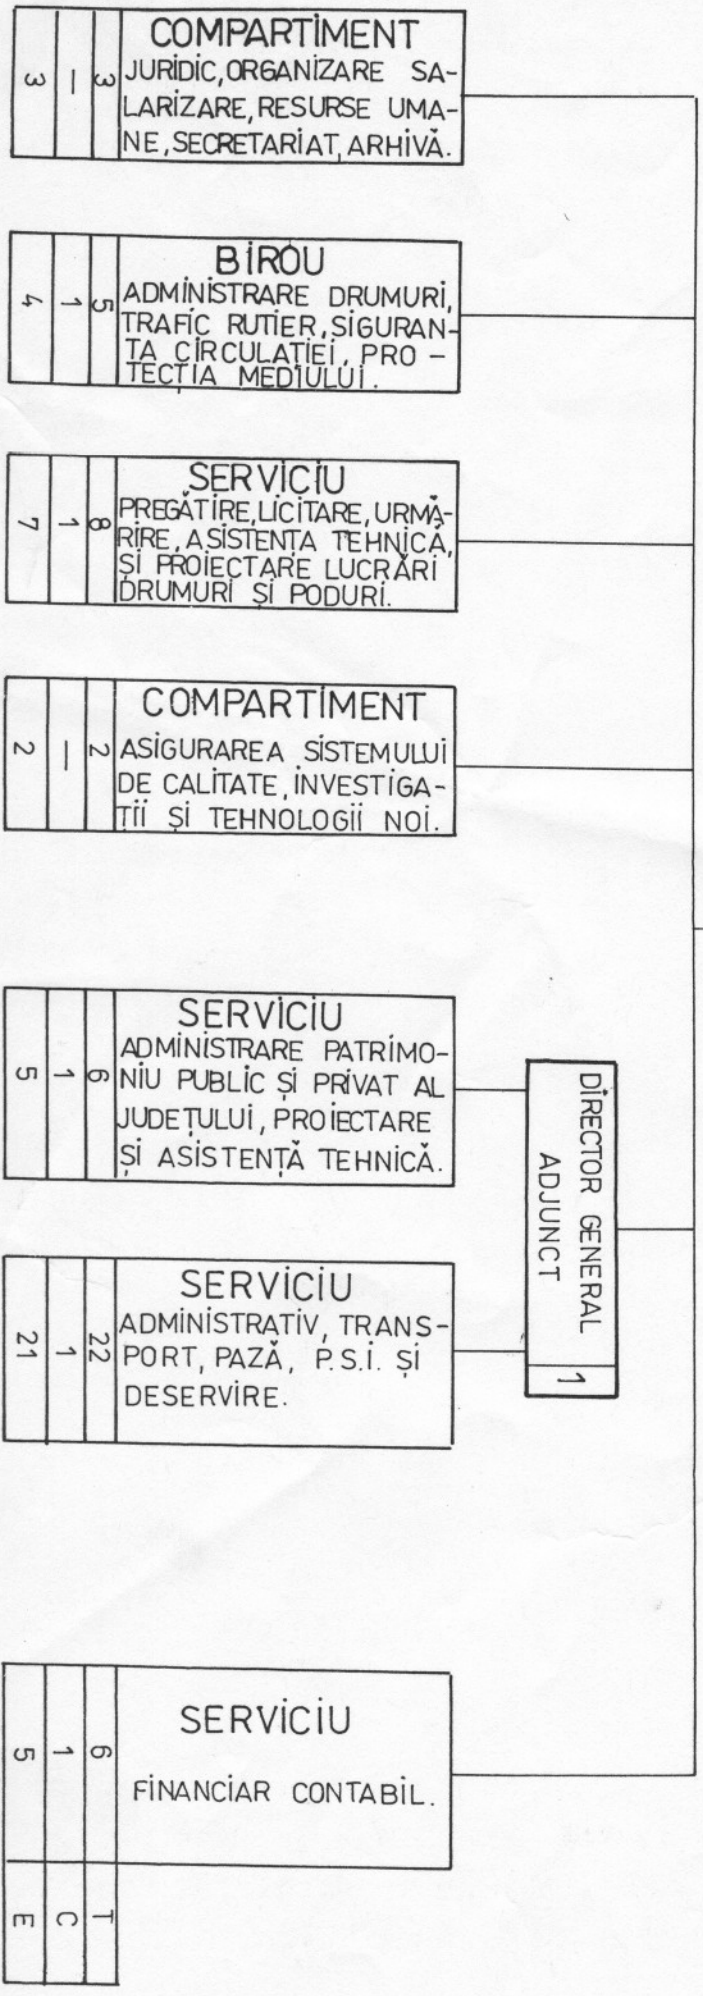 COMPARTIMENT
JURIDIC, ORGANIZARE SA-
LARIZARE, RESURSE UMA-
NE, SECRETARIAT, ARHIVĂ.
3
—
3
BIROU
ADMINISTRARE DRUMURI,
TRAFIC RUTIER, SIGURAN-
ȚA CIRCULAȚIEI, PRO-
TECȚIA MEDIULUI.
5
1
4
SERVICIU
PREGĂTIRE, LICITARE, URMĂ-
RIRE, ASISTENȚA TEHNICĂ,
ȘI PROIECTARE LUCRĂRI
DRUMURI ȘI PODURI.
8
1
7
COMPARTIMENT
ASIGURAREA SISTEMULUI
DE CALITATE, INVESTIGA-
ȚII ȘI TEHNOLOGII NOI.
2
—
2
SERVICIU
ADMINISTRARE PATRIMO-
NIU PUBLIC ȘI PRIVAT AL
JUDEȚULUI, PROIECTARE
ȘI ASISTENȚĂ TEHNICĂ.
6
1
5
DIRECTOR GENERAL
ADJUNCT
1
SERVICIU
ADMINISTRATIV, TRANS-
PORT, PAZĂ, P.S.I. ȘI
DESERVIRE.
22
1
21
SERVICIU
FINANCIAR CONTABIL.
6
1
5
T
C
E